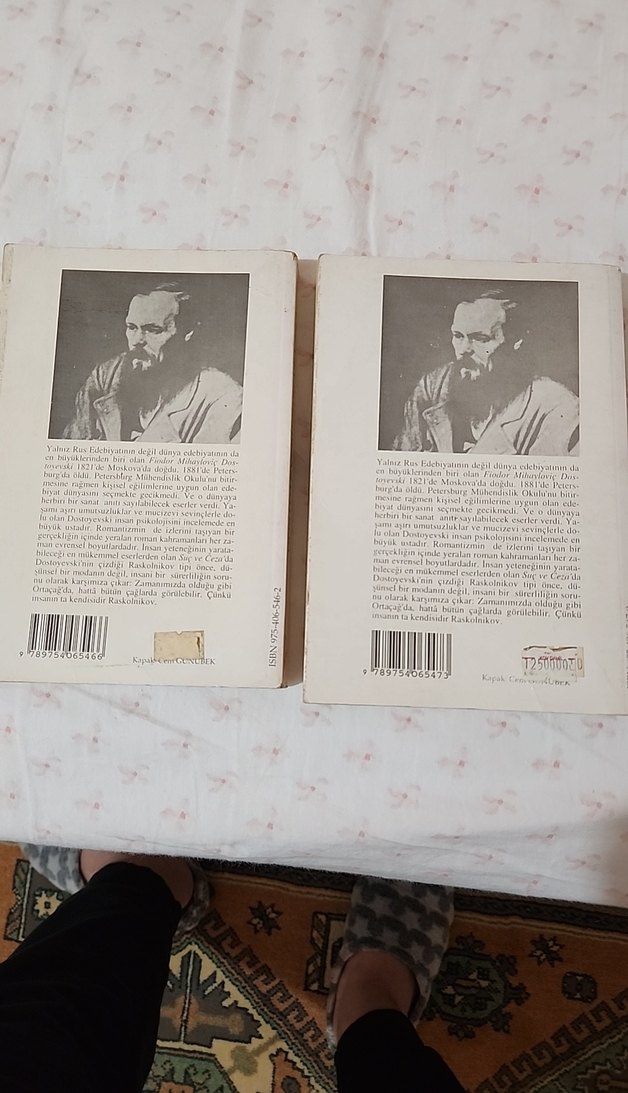 Yalnız Rus Edebiyatının değil dünya edebiyatının da
en büyüklerinden biri olan Fiodor Mihayloviç Dos-
toyevski 1821'de Moskova'da doğdu. 1881'de Peters-
burg'da öldü. Petersburg Mühendislik Okulu'nu bitir-
mesine rağmen kişisel eğilimlerine uygun olan ede-
biyat dünyasını seçmekte gecikmedi. Ve o dünyaya
herbiri bir sanat anıtı sayılabilecek eserler verdi. Ya-
şamı aşırı umutsuzluklar ve mucizevi sevinçlerle do-
lu olan Dostoyevski insan psikolojisini incelemede en
büyük ustadır. Romantizmin de izlerini taşıyan bir
gerçekliğin içinde yeralan roman kahramanları her za-
man evrensel boyutlardadır. İnsan yeteneğinin yarata-
bileceği en mükemmel eserlerden olan Suç ve Ceza'da
Dostoyevski'nin çizdiği Raskolnikov tipi önce, dü-
şünsel bir modanın değil, insani bir sürerliliğin soru-
nu olarak karşımıza çıkar: Zamanımızda olduğu gibi
Ortaçağ'da, hattâ bütün çağlarda görülebilir. Çünkü
insanın ta kendisidir Raskolnikov.
9 789754 065466
Kapak: Cem GÜNÜBEK
ISBN 975-406-546-2
Yalnız Rus Edebiyatının değil dünya edebiyatının da
en büyüklerinden biri olan Fiodor Mihayloviç Dos-
toyevski 1821'de Moskova'da doğdu. 1881'de Peters-
burg'da öldü. Petersburg Mühendislik Okulu'nu bitir-
mesine rağmen kişisel eğilimlerine uygun olan ede-
biyat dünyasını seçmekte gecikmedi. Ve o dünyaya
herbiri bir sanat anıtı sayılabilecek eserler verdi. Ya-
şamı aşırı umutsuzluklar ve mucizevi sevinçlerle do-
lu olan Dostoyevski insan psikolojisini incelemede en
büyük ustadır. Romantizmin de izlerini taşıyan bir
gerçekliğin içinde yeralan roman kahramanları her za-
man evrensel boyutlardadır. İnsan yeteneğinin yarata-
bileceği en mükemmel eserlerden olan Suç ve Ceza'da
Dostoyevski'nin çizdiği Raskolnikov tipi önce, dü-
şünsel bir modanın değil, insani bir sürerliliğin soru-
nu olarak karşımıza çıkar: Zamanımızda olduğu gibi
Ortaçağ'da, hattâ bütün çağlarda görülebilir. Çünkü
insanın ta kendisidir Raskolnikov.
9 789754 065473
Kapak: Cem GÜNÜBEK